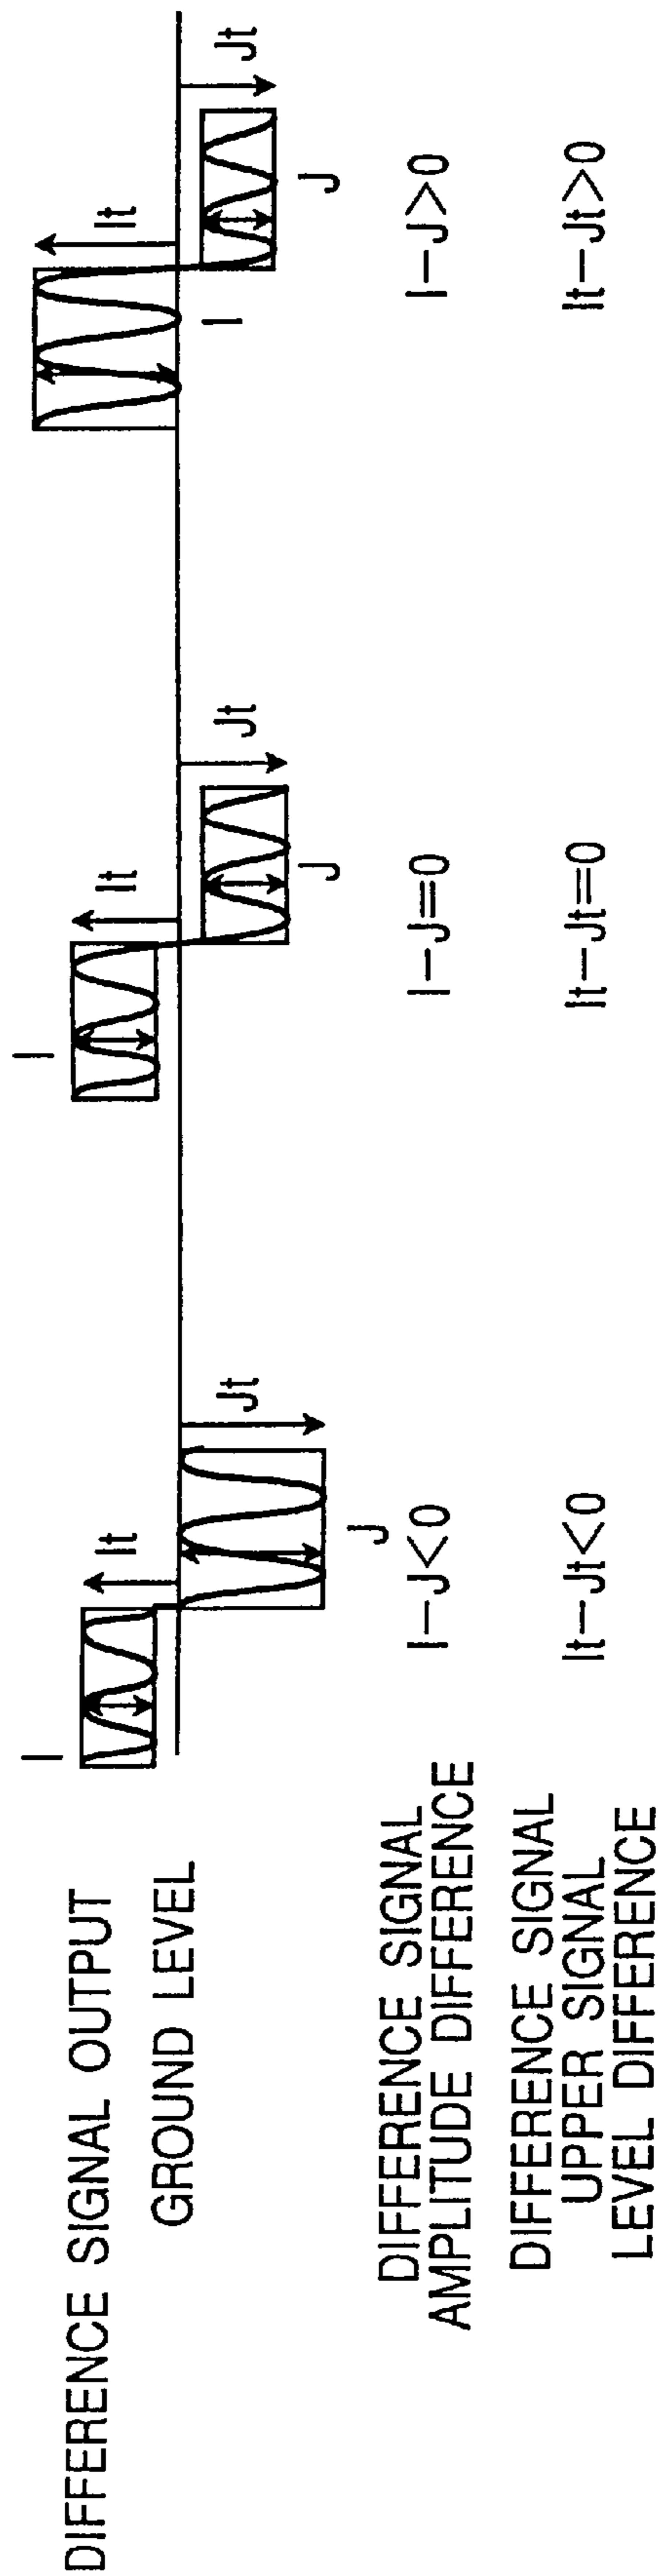 DIFFERENCE SIGNAL OUTPUT
I It I It It
GROUND LEVEL
Jt Jt I Jt
J J J
DIFFERENCE SIGNAL
AMPLITUDE DIFFERENCE
I-J<0 I-J=0 I-J>0
DIFFERENCE SIGNAL
UPPER SIGNAL
LEVEL DIFFERENCE
It-Jt<0 It-Jt=0 It-Jt>0